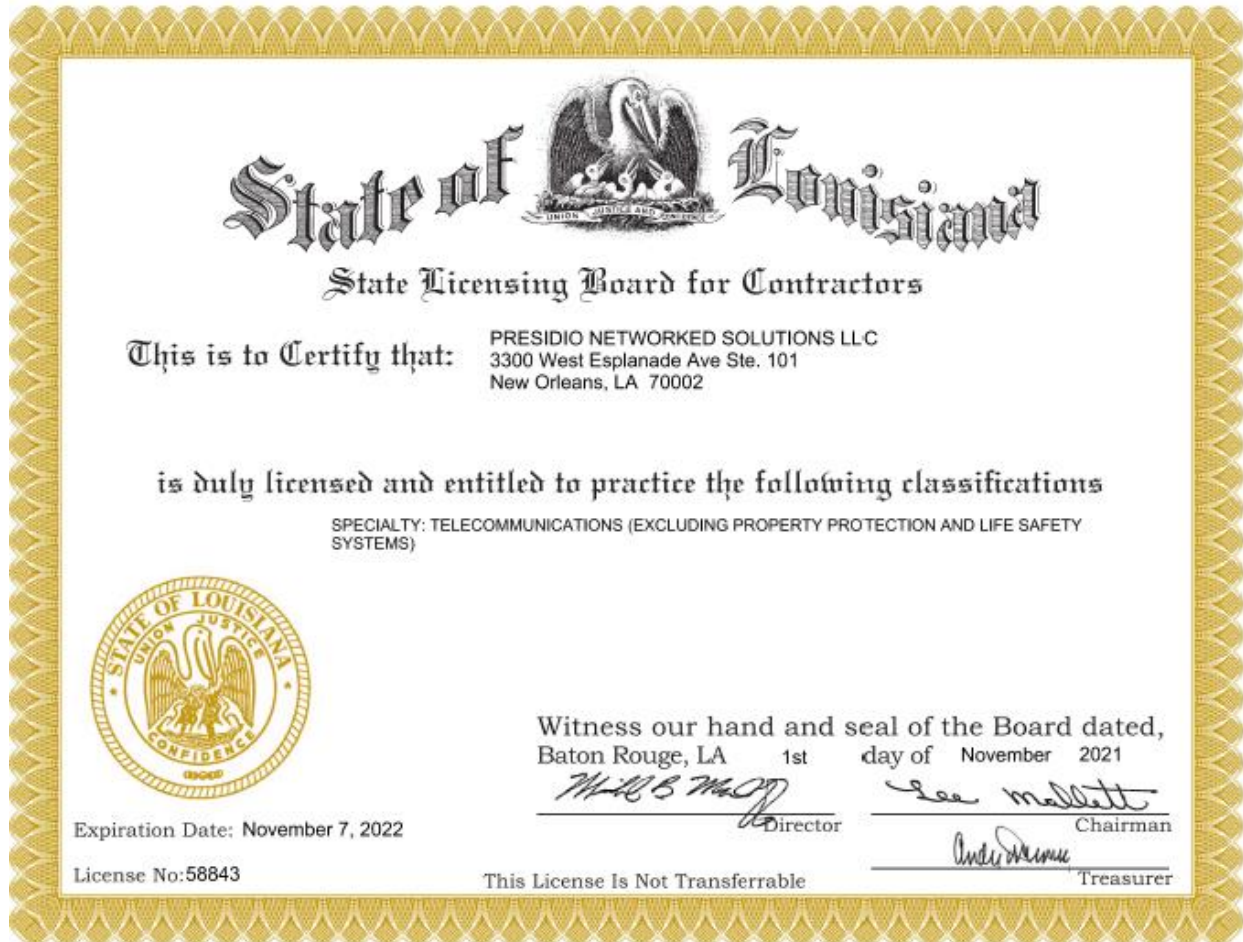 State of Louisiana
UNION JUSTICE AND CONFIDENCE
State Licensing Board for Contractors
This is to Certify that:
PRESIDIO NETWORKED SOLUTIONS LLC
3300 West Esplanade Ave Ste. 101
New Orleans, LA 70002
is duly licensed and entitled to practice the following classifications
SPECIALTY: TELECOMMUNICATIONS (EXCLUDING PROPERTY PROTECTION AND LIFE SAFETY
SYSTEMS)
STATE OF LOUISIANA
UNION JUSTICE
CONFIDENCE
Witness our hand and seal of the Board dated,
Baton Rouge, LA 1st day of November 2021
Director
Lee Mallett
Chairman
Treasurer
Expiration Date: November 7, 2022
License No:58843
This License Is Not Transferrable